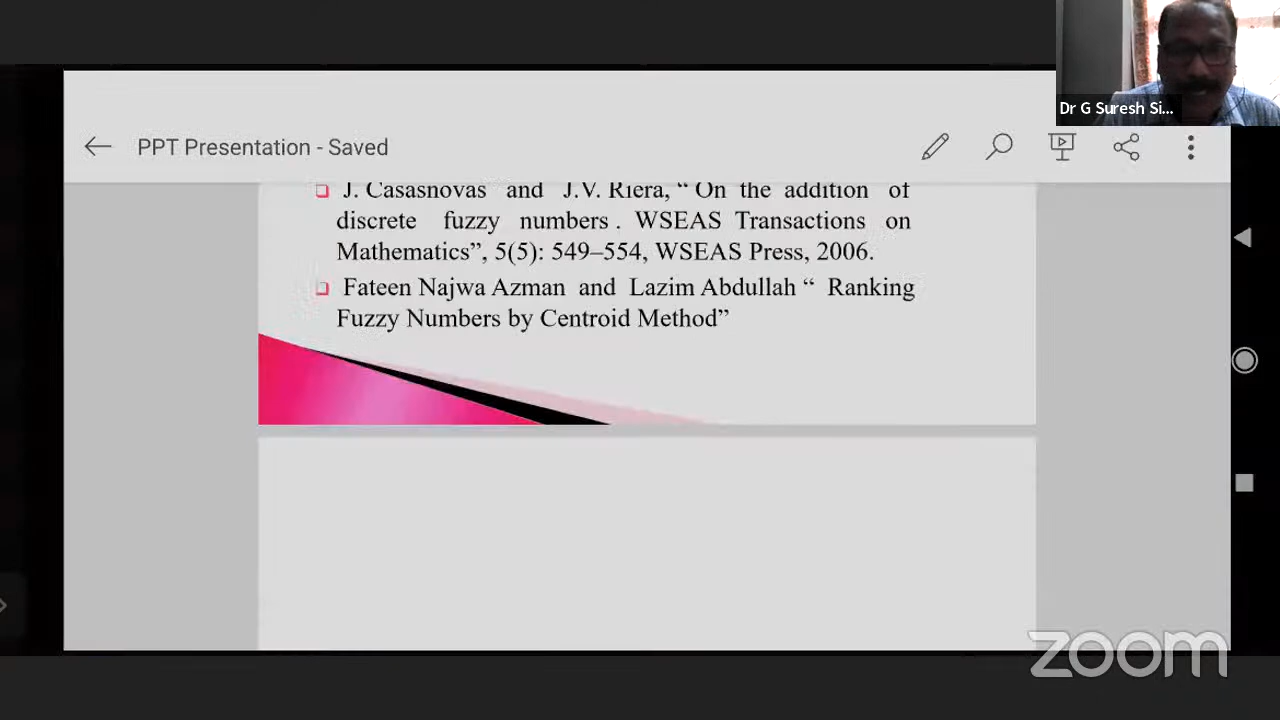 Dr G Suresh Si...
PPT Presentation - Saved
J. Casasnovas and J.V. Riera, “ On the addition of
discrete fuzzy numbers . WSEAS Transactions on
Mathematics”, 5(5): 549–554, WSEAS Press, 2006.
Fateen Najwa Azman and Lazim Abdullah “ Ranking
Fuzzy Numbers by Centroid Method”
zoom